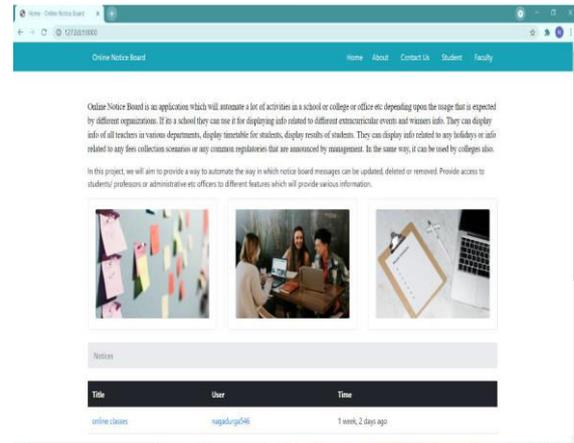 Home - Online Notice Board
127.0.0.1:8000
Online Notice Board
Home About Contact Us Student Faculty
Online Notice Board is an application which will automate a lot of activities in a school or college or office etc depending upon the usage that is expected
by different organizations. If its a school they can use it for displaying info related to different extracurricular events and winners info. They can display
info of all teachers in various departments, display timetable for students, display results of students. They can display info related to any holidays or info
related to any fees collection scenarios or any common regulatories that are announced by management. In the same way, it can be used by colleges also.
In this project, we will aim to provide a way to automate the way in which notice board messages can be updated, deleted or removed. Provide access to
students/ professors or administrative etc officers to different features which will provide various information.
Notices
Title User Time
online classes nagadurga546 1 week, 2 days ago